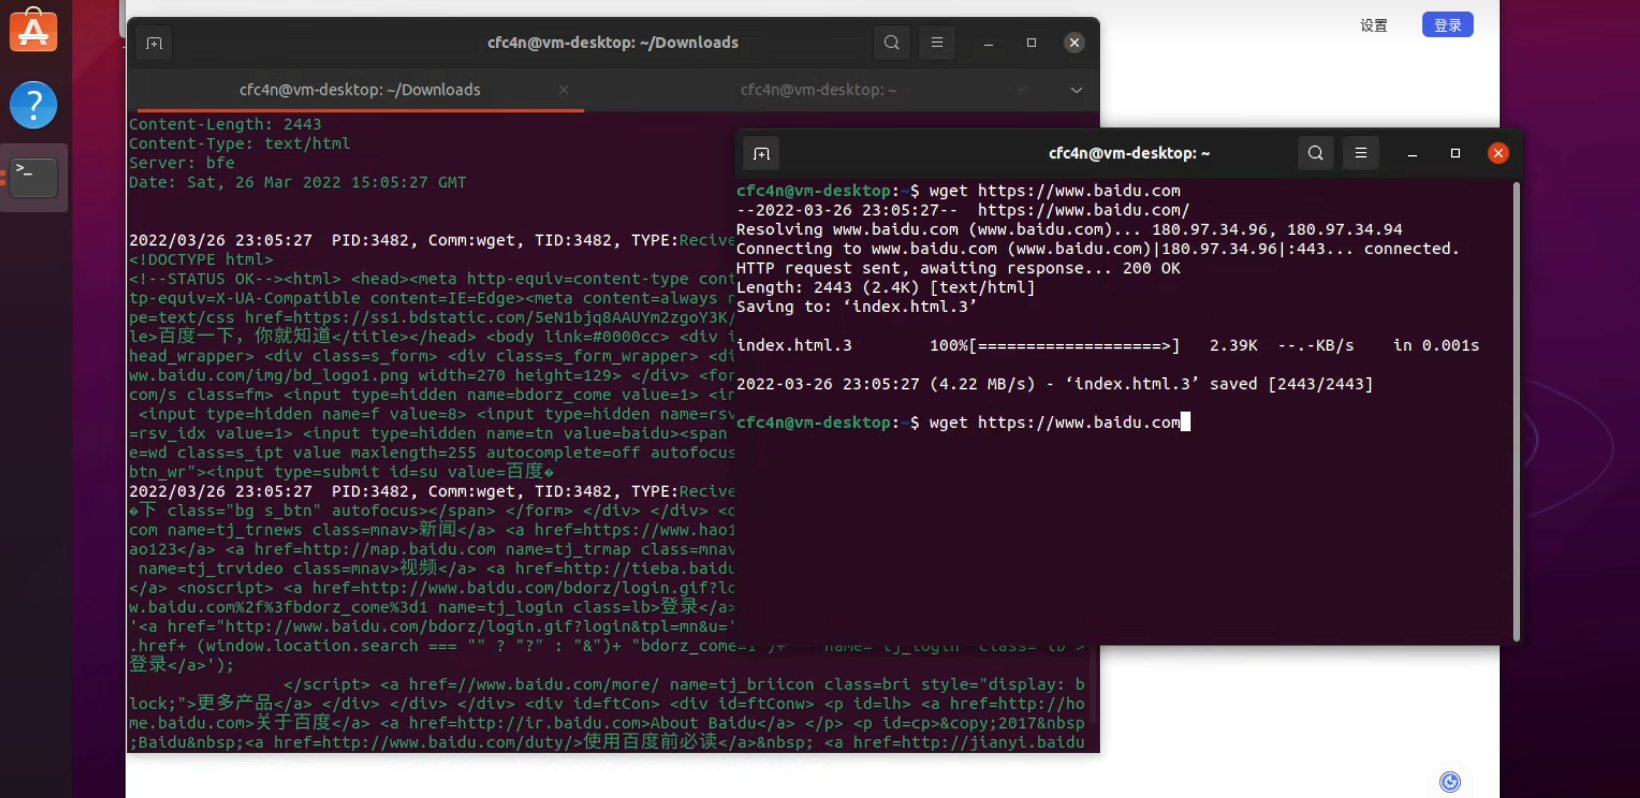 设置
登录
cfc4n@vm-desktop: ~/Downloads
cfc4n@vm-desktop: ~/Downloads
cfc4n@vm-desktop: ~
Content-Length: 2443
Content-Type: text/html
Server: bfe
Date: Sat, 26 Mar 2022 15:05:27 GMT
2022/03/26 23:05:27  PID:3482, Comm:wget, TID:3482, TYPE:Recive
<!DOCTYPE html>
<!--STATUS OK--><html> <head><meta http-equiv=content-type cont
tp-equiv=X-UA-Compatible content=IE=Edge><meta content=always r
pe=text/css href=https://ss1.bdstatic.com/5eN1bjq8AAUYm2zgoY3K/
le>百度一下，你就知道</title></head> <body link=#0000cc> <div i
head_wrapper> <div class=s_form> <div class=s_form_wrapper> <di
ww.baidu.com/img/bd_logo1.png width=270 height=129> </div> <for
com/s class=fm> <input type=hidden name=bdorz_come value=1> <in
<input type=hidden name=f value=8> <input type=hidden name=rsv
=rsv_idx value=1> <input type=hidden name=tn value=baidu><span
e=wd class=s_ipt value maxlength=255 autocomplete=off autofocus
btn_wr"><input type=submit id=su value=百度�
2022/03/26 23:05:27  PID:3482, Comm:wget, TID:3482, TYPE:Recive
�下 class="bg s_btn" autofocus></span> </form> </div> </div> <d
com name=tj_trnews class=mnav>新闻</a> <a href=https://www.hao1
ao123</a> <a href=http://map.baidu.com name=tj_trmap class=mnav
name=tj_trvideo class=mnav>视频</a> <a href=http://tieba.baidu
</a> <noscript> <a href=http://www.baidu.com/bdorz/login.gif?lo
w.baidu.com%2f%3fbdorz_come%3d1 name=tj_login class=lb>登录</a>
'<a href="http://www.baidu.com/bdorz/login.gif?login&tpl=mn&u='
.href+ (window.location.search === "" ? "?" : "&")+ "bdorz_come=1")+ '" name="tj_login" class="lb">
登录</a>');
</script> <a href=//www.baidu.com/more/ name=tj_briicon class=bri style="display: b
lock;">更多产品</a> </div> </div> </div> <div id=ftCon> <div id=ftConw> <p id=lh> <a href=http://ho
me.baidu.com>关于百度</a> <a href=http://ir.baidu.com>About Baidu</a> </p> <p id=cp>&copy;2017&nbsp
;Baidu&nbsp;<a href=http://www.baidu.com/duty/>使用百度前必读</a>&nbsp; <a href=http://jianyi.baidu
cfc4n@vm-desktop: ~
cfc4n@vm-desktop:~$ wget https://www.baidu.com
--2022-03-26 23:05:27--  https://www.baidu.com/
Resolving www.baidu.com (www.baidu.com)... 180.97.34.96, 180.97.34.94
Connecting to www.baidu.com (www.baidu.com)|180.97.34.96|:443... connected.
HTTP request sent, awaiting response... 200 OK
Length: 2443 (2.4K) [text/html]
Saving to: ‘index.html.3’
index.html.3        100%[===================>]   2.39K  --.-KB/s    in 0.001s
2022-03-26 23:05:27 (4.22 MB/s) - ‘index.html.3’ saved [2443/2443]
cfc4n@vm-desktop:~$ wget https://www.baidu.com